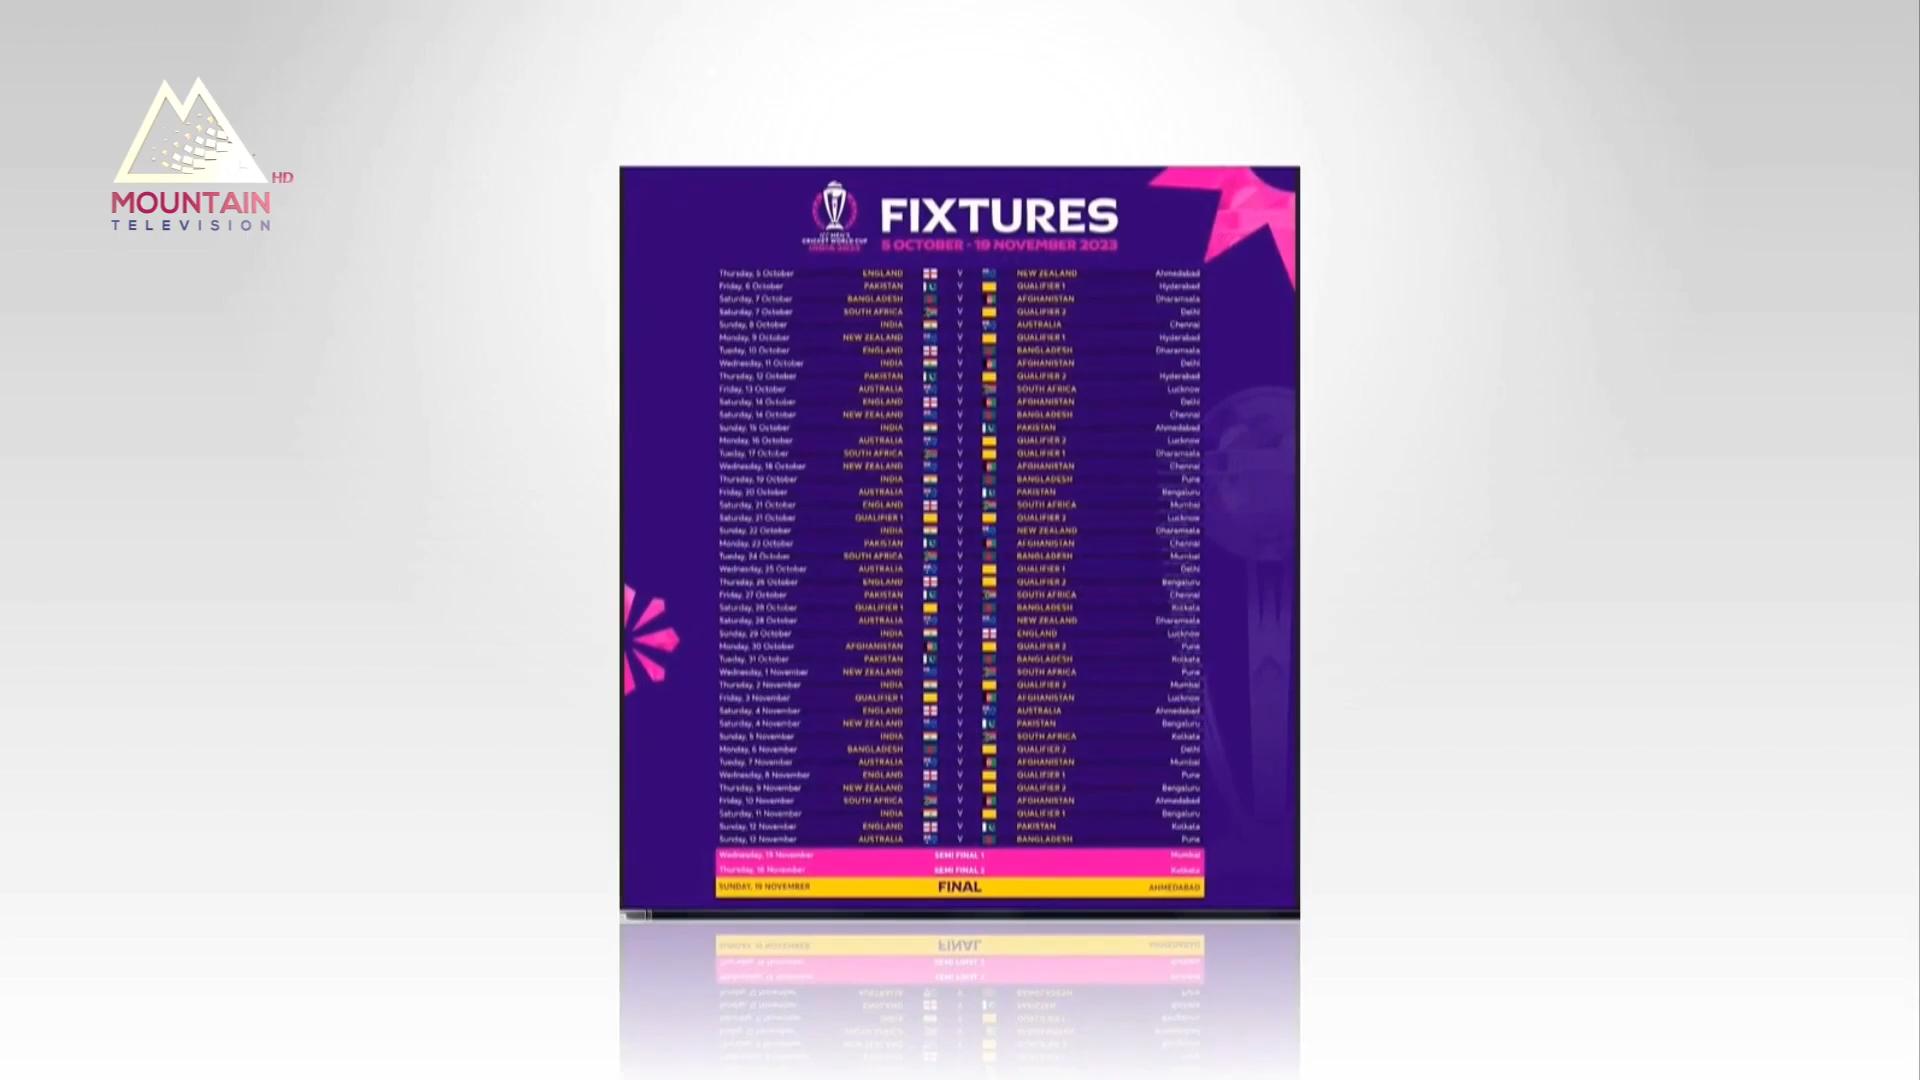 MOUNTAIN HD
TELEVISION
FIXTURES
ICC MEN'S
CRICKET WORLD CUP
INDIA 2023
5 OCTOBER - 19 NOVEMBER 2023
Thursday, 5 October ENGLAND V NEW ZEALAND Ahmedabad
Friday, 6 October PAKISTAN V QUALIFIER 1 Hyderabad
Saturday, 7 October BANGLADESH V AFGHANISTAN Dharamsala
Saturday, 7 October SOUTH AFRICA V QUALIFIER 2 Delhi
Sunday, 8 October INDIA V AUSTRALIA Chennai
Monday, 9 October NEW ZEALAND V QUALIFIER 1 Hyderabad
Tuesday, 10 October ENGLAND V BANGLADESH Dharamsala
Wednesday, 11 October INDIA V AFGHANISTAN Delhi
Thursday, 12 October PAKISTAN V QUALIFIER 2 Hyderabad
Friday, 13 October AUSTRALIA V SOUTH AFRICA Lucknow
Saturday, 14 October ENGLAND V AFGHANISTAN Delhi
Saturday, 14 October NEW ZEALAND V BANGLADESH Chennai
Sunday, 15 October INDIA V PAKISTAN Ahmedabad
Monday, 16 October AUSTRALIA V QUALIFIER 2 Lucknow
Tuesday, 17 October SOUTH AFRICA V QUALIFIER 1 Dharamsala
Wednesday, 18 October NEW ZEALAND V AFGHANISTAN Chennai
Thursday, 19 October INDIA V BANGLADESH Pune
Friday, 20 October AUSTRALIA V PAKISTAN Bengaluru
Saturday, 21 October ENGLAND V SOUTH AFRICA Mumbai
Saturday, 21 October QUALIFIER 1 V QUALIFIER 2 Lucknow
Sunday, 22 October INDIA V NEW ZEALAND Dharamsala
Monday, 23 October PAKISTAN V AFGHANISTAN Chennai
Tuesday, 24 October SOUTH AFRICA V BANGLADESH Mumbai
Wednesday, 25 October AUSTRALIA V QUALIFIER 1 Delhi
Thursday, 26 October ENGLAND V QUALIFIER 2 Bengaluru
Friday, 27 October PAKISTAN V SOUTH AFRICA Chennai
Saturday, 28 October QUALIFIER 1 V BANGLADESH Kolkata
Saturday, 28 October AUSTRALIA V NEW ZEALAND Dharamsala
Sunday, 29 October INDIA V ENGLAND Lucknow
Monday, 30 October AFGHANISTAN V QUALIFIER 2 Pune
Tuesday, 31 October PAKISTAN V BANGLADESH Kolkata
Wednesday, 1 November NEW ZEALAND V SOUTH AFRICA Pune
Thursday, 2 November INDIA V QUALIFIER 2 Mumbai
Friday, 3 November QUALIFIER 1 V AFGHANISTAN Lucknow
Saturday, 4 November ENGLAND V AUSTRALIA Ahmedabad
Saturday, 4 November NEW ZEALAND V PAKISTAN Bengaluru
Sunday, 5 November INDIA V SOUTH AFRICA Kolkata
Monday, 6 November BANGLADESH V QUALIFIER 2 Delhi
Tuesday, 7 November AUSTRALIA V AFGHANISTAN Mumbai
Wednesday, 8 November ENGLAND V QUALIFIER 1 Pune
Thursday, 9 November NEW ZEALAND V QUALIFIER 2 Bengaluru
Friday, 10 November SOUTH AFRICA V AFGHANISTAN Ahmedabad
Saturday, 11 November INDIA V QUALIFIER 1 Bengaluru
Sunday, 12 November ENGLAND V PAKISTAN Kolkata
Sunday, 12 November AUSTRALIA V BANGLADESH Pune
Wednesday, 15 November SEMI FINAL 1 Mumbai
Thursday, 16 November SEMI FINAL 2 Kolkata
SUNDAY, 19 NOVEMBER FINAL AHMEDABAD